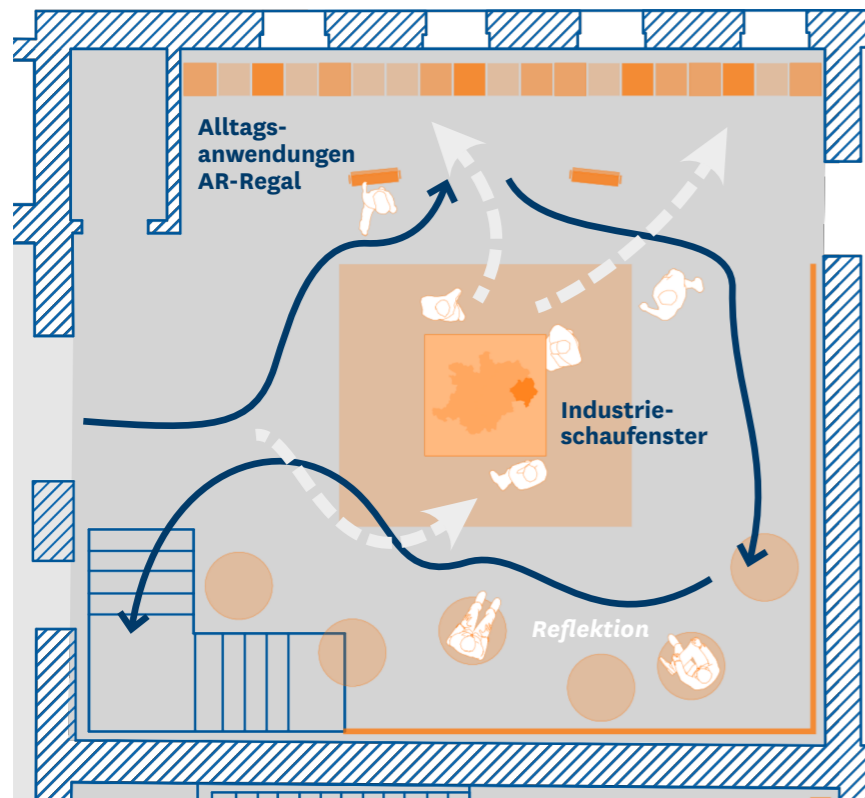 Alltags-
anwendungen
AR-Regal
Industrie-
schaufenster
Reflektion